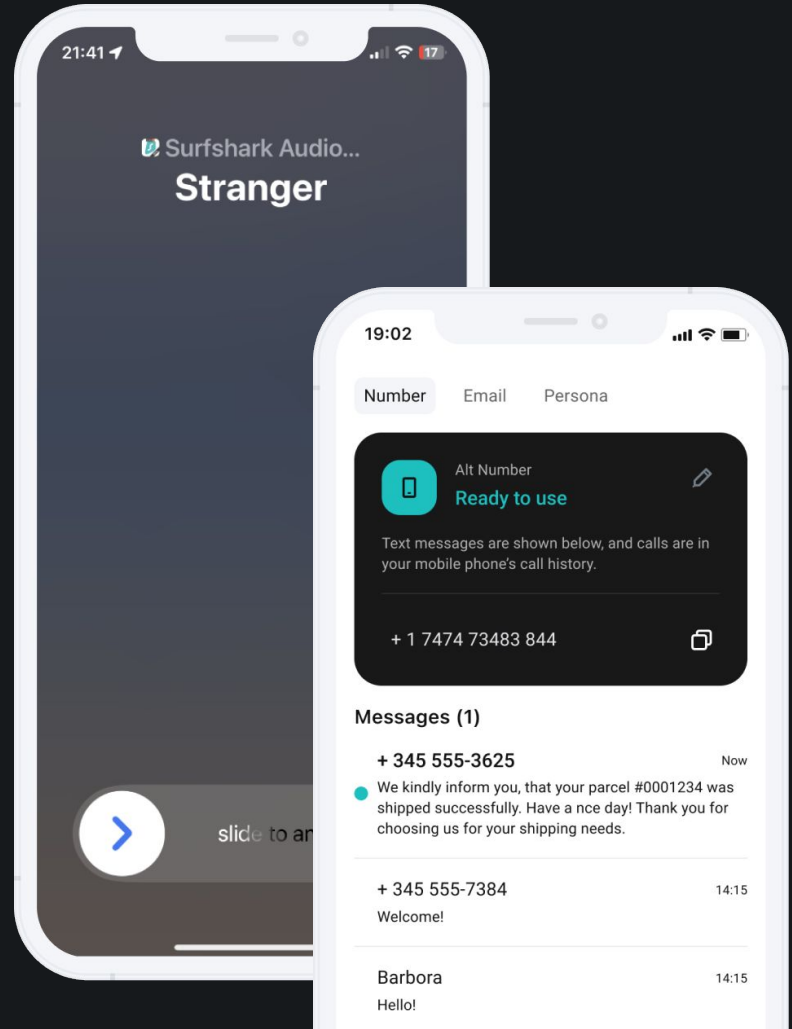 21:41
17
Surfshark Audio...
Stranger
slide to an
19:02
Number Email Persona
Alt Number
Ready to use
Text messages are shown below, and calls are in
your mobile phone's call history.
+ 1 7474 73483 844
Messages (1)
+ 345 555-3625 Now
We kindly inform you, that your parcel #0001234 was
shipped successfully. Have a nce day! Thank you for
choosing us for your shipping needs.
+ 345 555-7384 14:15
Welcome!
Barbora 14:15
Hello!